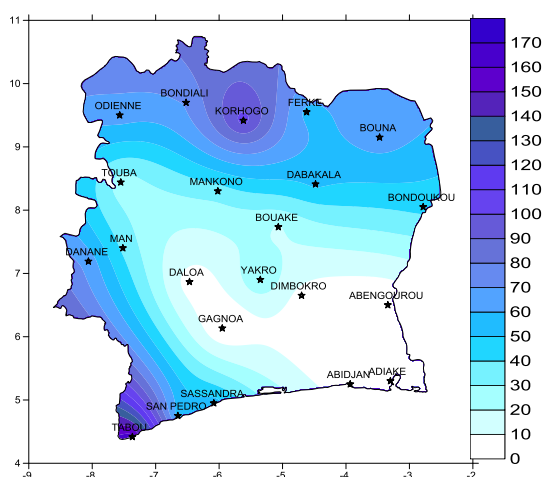 11
10
9
8
7
6
5
4
-9
-8
-7
-6
-5
-4
-3
-2
BONDIALI
ODIENNE
KORHOGO
FERKE
BOUNA
TOUBA
MANKONO
DABAKALA
BONDOUKOU
BOUAKE
MAN
DANANE
DALOA
YAKRO
DIMBOKRO
ABENGOUROU
GAGNOA
ABIDJAN
ADIAKE
SASSANDRA
SAN PEDRO
TABOU
170
160
150
140
130
120
110
100
90
80
70
60
50
40
30
20
10
0